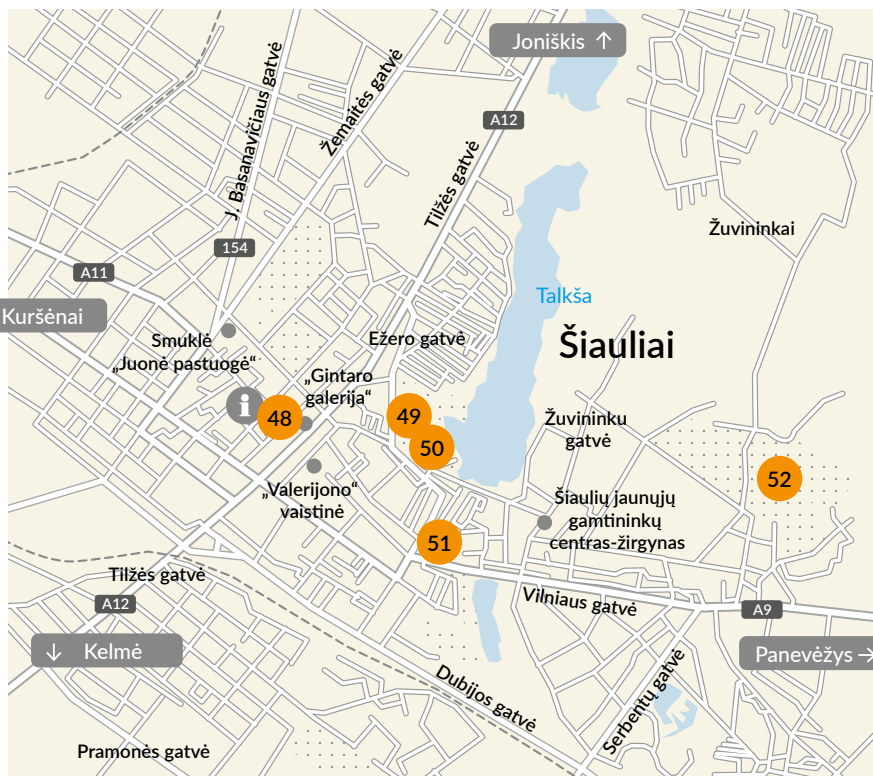 Joniškis ↑
A12
J. Basanavičiaus gatvė
Žemaitės gatvė
Tilžės gatvė
154
A11
Žuvininkai
Kuršėnai
Talkša
Smuklė
„Juonė pastuogė“
Ežero gatvė
Šiauliai
„Gintaro
galerija“
i
48
49
50
Žuvininku
gatvė
52
„Valerijono“
vaistinė
Šiaulių jaunųjų
gamtininkų
centras-žirgynas
51
Tilžės gatvė
A12
Vilniaus gatvė
A9
↓ Kelmė
Panevėžys →
Dubijos gatvė
Serbentų gatvė
Pramonės gatvė